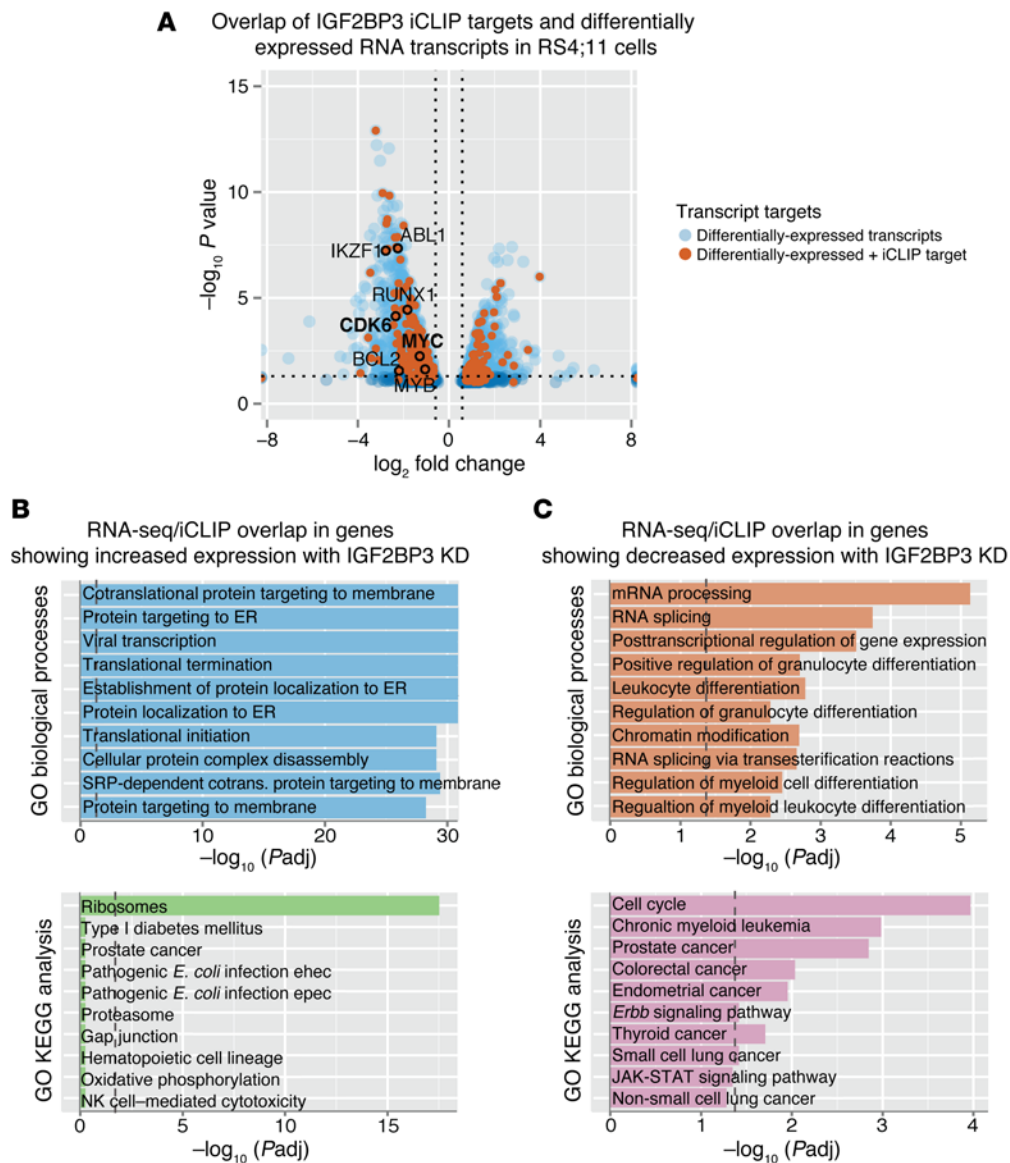 A
Overlap of IGF2BP3 iCLIP targets and differentially
expressed RNA transcripts in RS4;11 cells
15
10
5
0
–log10 P value
ABL1
IKZF1
RUNX1
CDK6
MYC
BCL2
MYB
−8 −4 0 4 8
log2 fold change
Transcript targets
Differentially-expressed transcripts
Differentially-expressed + iCLIP target
B
RNA-seq/iCLIP overlap in genes
showing increased expression with IGF2BP3 KD
GO biological processes
Cotranslational protein targeting to membrane
Protein targeting to ER
Viral transcription
Translational termination
Establishment of protein localization to ER
Protein localization to ER
Translational initiation
Cellular protein complex disassembly
SRP-dependent cotrans. protein targeting to membrane
Protein targeting to membrane
0 10 20 30
–log10 (Padj)
GO KEGG analysis
Ribosomes
Type I diabetes mellitus
Prostate cancer
Pathogenic E. coli infection ehec
Pathogenic E. coli infection epec
Proteasome
Gap junction
Hematopoietic cell lineage
Oxidative phosphorylation
NK cell–mediated cytotoxicity
0 5 10 15
–log10 (Padj)
C
RNA-seq/iCLIP overlap in genes
showing decreased expression with IGF2BP3 KD
GO biological processes
mRNA processing
RNA splicing
Posttranscriptional regulation of gene expression
Positive regulation of granulocyte differentiation
Leukocyte differentiation
Regulation of granulocyte differentiation
Chromatin modification
RNA splicing via transesterification reactions
Regulation of myeloid cell differentiation
Regualtion of myeloid leukocyte differentiation
0 1 2 3 4 5
–log10 (Padj)
GO KEGG analysis
Cell cycle
Chronic myeloid leukemia
Prostate cancer
Colorectal cancer
Endometrial cancer
Erbb signaling pathway
Thyroid cancer
Small cell lung cancer
JAK-STAT signaling pathway
Non-small cell lung cancer
0 1 2 3 4
–log10 (Padj)